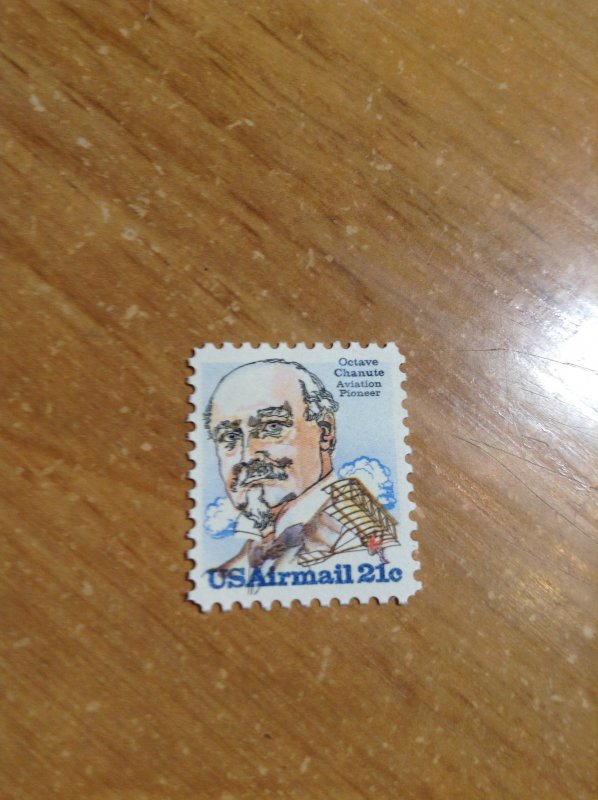 Octave
Chanute
Aviation
Pioneer
USAirmail 21c